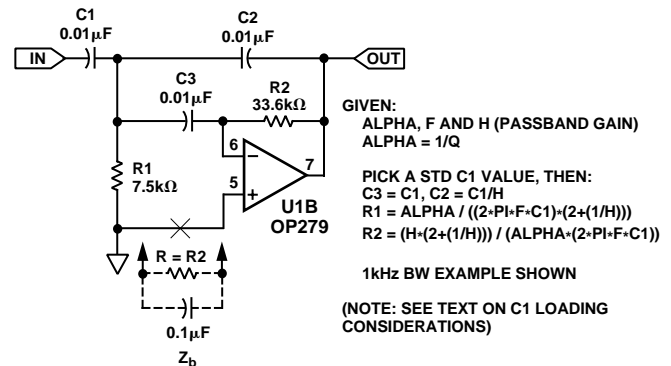 C1
0.01μF
C2
0.01μF
IN
OUT
C3
0.01μF
R2
33.6kΩ
R1
7.5kΩ
6
7
5
U1B
OP279
R = R2
0.1μF
Zb
GIVEN:
ALPHA, F AND H (PASSBAND GAIN)
ALPHA = 1/Q
PICK A STD C1 VALUE, THEN:
C3 = C1, C2 = C1/H
R1 = ALPHA / ((2*PI*F*C1)*(2+(1/H)))
R2 = (H*(2+(1/H))) / (ALPHA*(2*PI*F*C1))
1kHz BW EXAMPLE SHOWN
(NOTE: SEE TEXT ON C1 LOADING
CONSIDERATIONS)